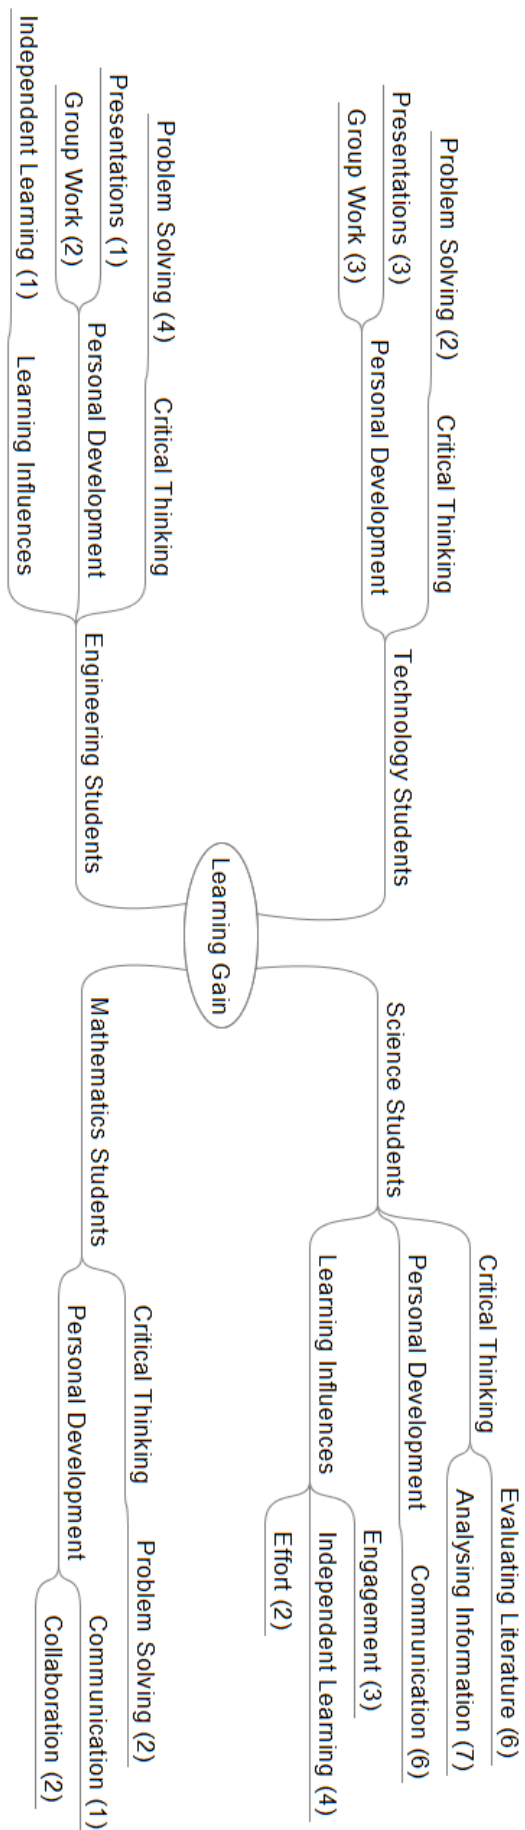 Learning Gain
Technology Students
Critical Thinking
Problem Solving (2)
Personal Development
Presentations (3)
Group Work (3)
Engineering Students
Critical Thinking
Problem Solving (4)
Personal Development
Presentations (1)
Group Work (2)
Learning Influences
Independent Learning (1)
Science Students
Critical Thinking
Evaluating Literature (6)
Analysing Information (7)
Personal Development
Communication (6)
Learning Influences
Engagement (3)
Independent Learning (4)
Effort (2)
Mathematics Students
Critical Thinking
Problem Solving (2)
Personal Development
Communication (1)
Collaboration (2)